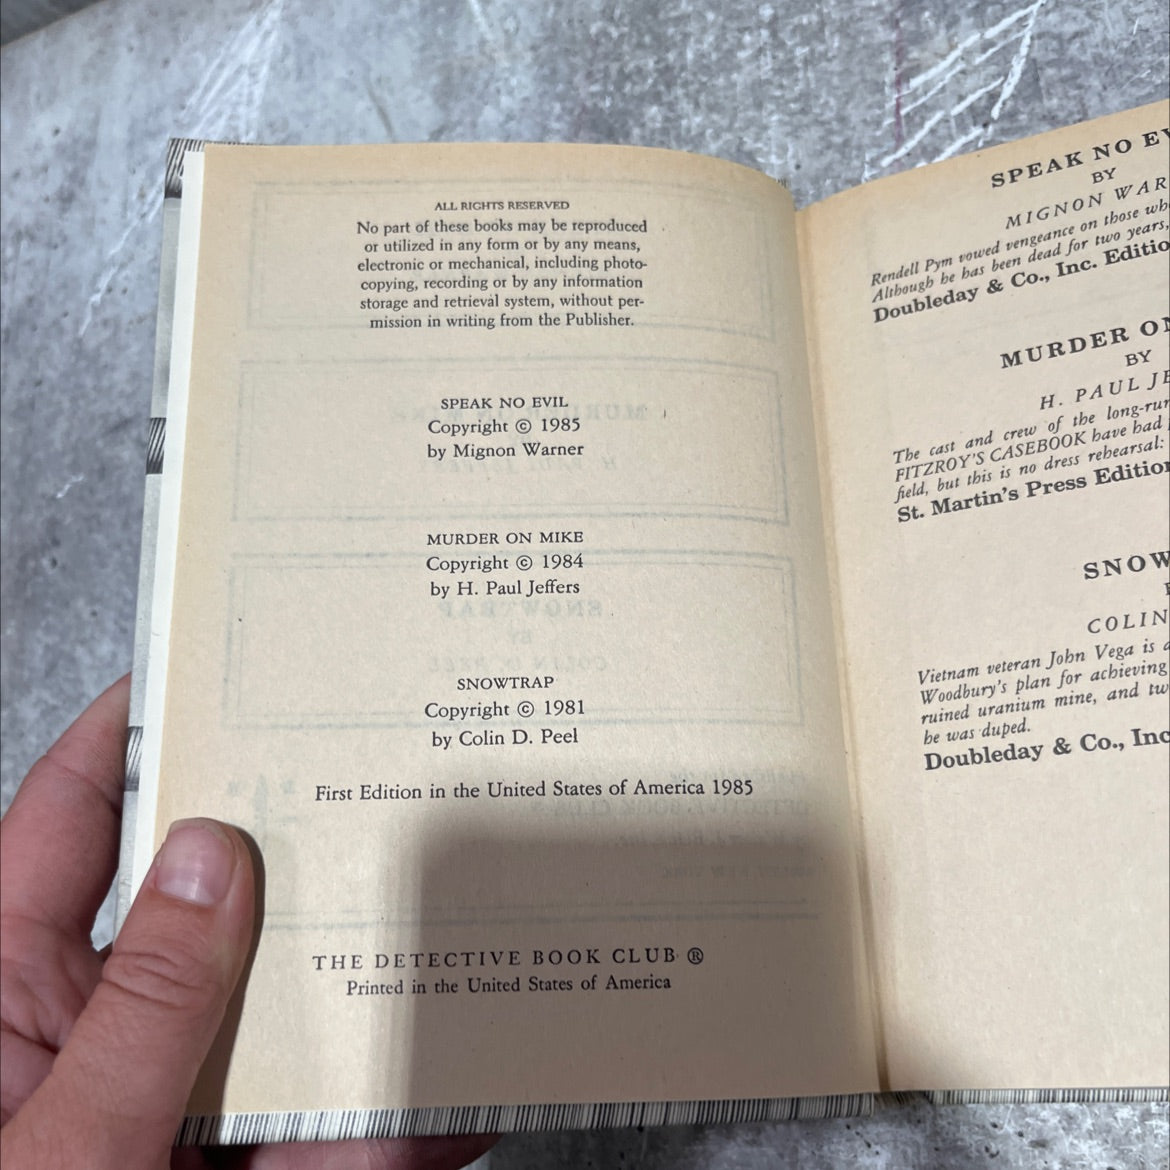 ALL RIGHTS RESERVED
No part of these books may be reproduced
or utilized in any form or by any means,
electronic or mechanical, including photo-
copying, recording or by any information
storage and retrieval system, without per-
mission in writing from the Publisher.
SPEAK NO EVIL
Copyright © 1985
by Mignon Warner
MURDER ON MIKE
Copyright © 1984
by H. Paul Jeffers
SNOWTRAP
Copyright © 1981
by Colin D. Peel
First Edition in the United States of America 1985
THE DETECTIVE BOOK CLUB ®
Printed in the United States of America
SPEAK NO EV
BY
MIGNON WAR
Rendell Pym vowed vengeance on those who
Although he has been dead for two years,
Doubleday & Co., Inc. Editio
MURDER ON
BY
H. PAUL JE
The cast and crew of the long-run
FITZROY'S CASEBOOK have had
field, but this is no dress rehearsal:
St. Martin's Press Edition
SNOW
COLIN
Vietnam veteran John Vega is a
Woodbury's plan for achieving
ruined uranium mine, and tw
he was duped.
Doubleday & Co., Inc